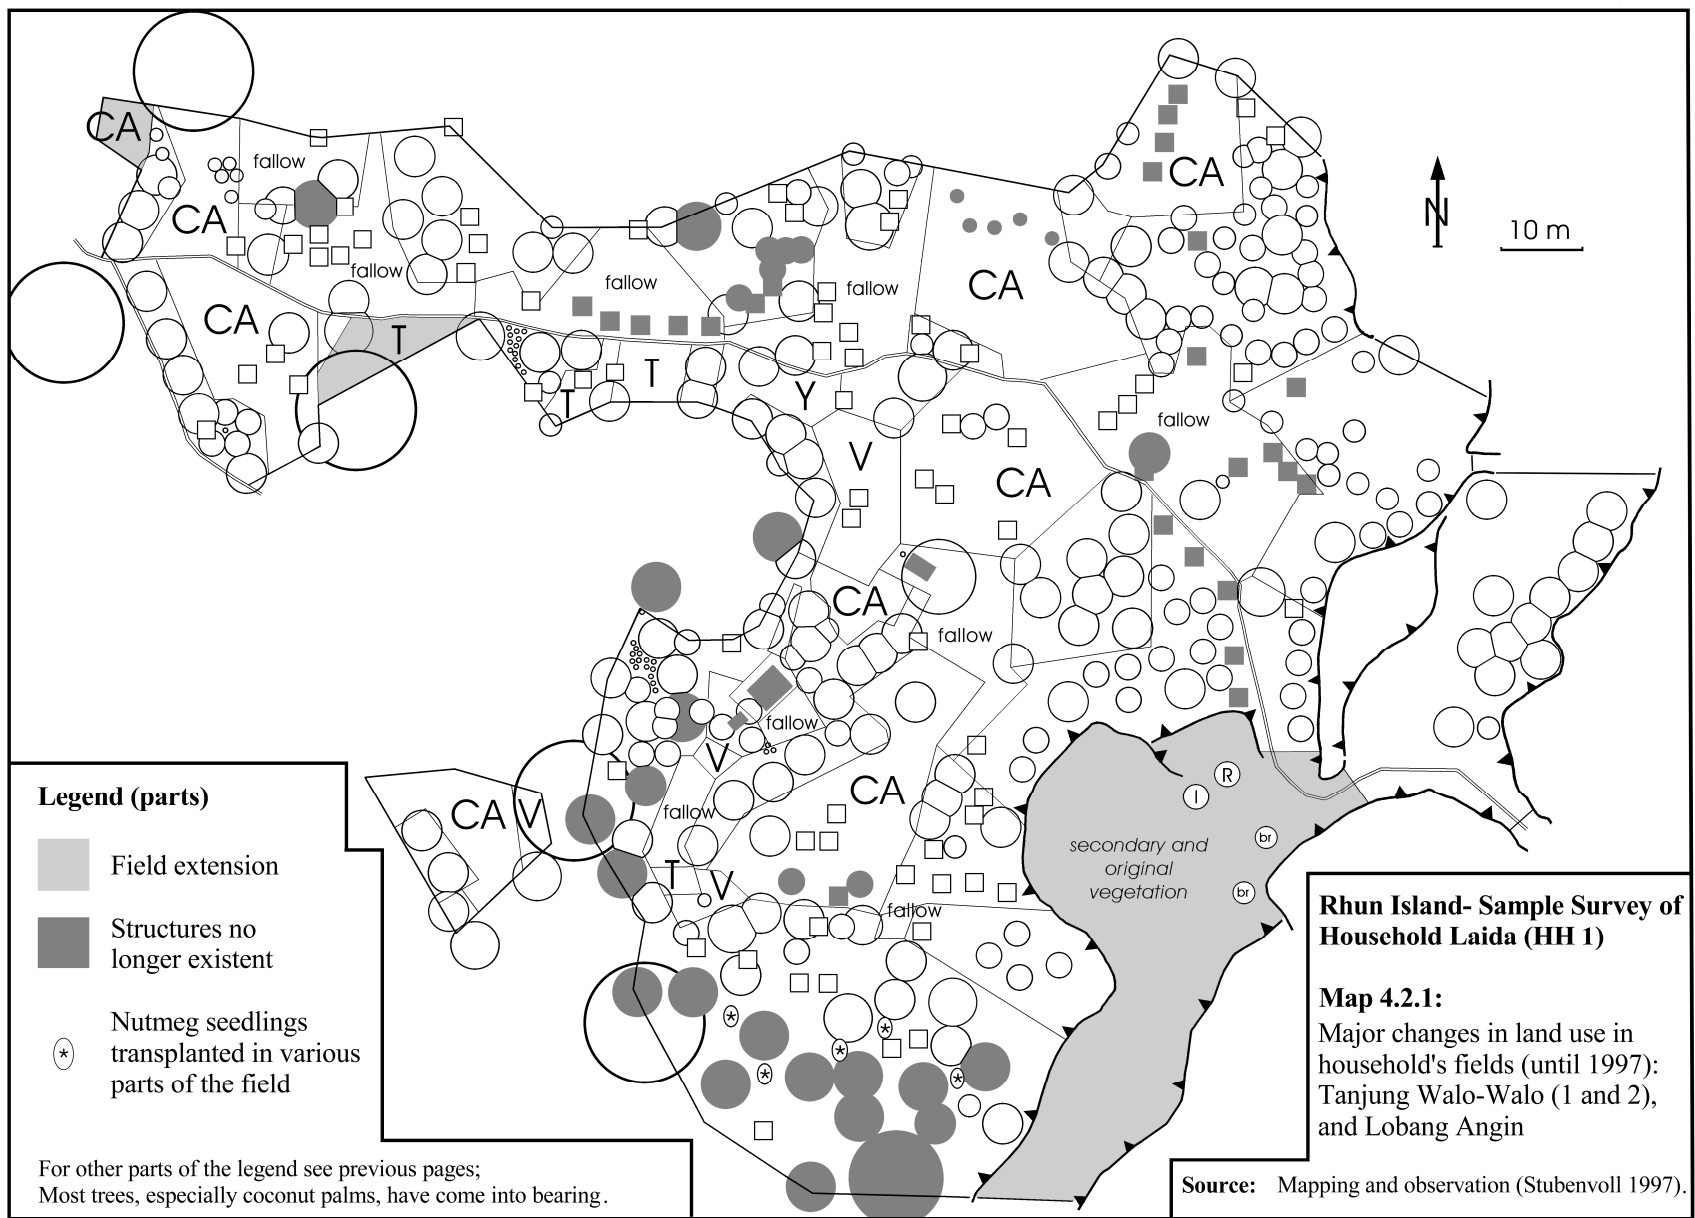 CA
fallow
CA
fallow
CA
T
fallow
fallow
CA
CA
N
10 m
T
T
Y
V
CA
fallow
CA
fallow
fallow
V
CA
fallow
CA V
T
V
fallow
R
I
br
br
secondary and
original
vegetation
Legend (parts)
Field extension
Structures no
longer existent
*
Nutmeg seedlings
transplanted in various
parts of the field
*
*
*
*
*
For other parts of the legend see previous pages;
Most trees, especially coconut palms, have come into bearing.
Rhun Island- Sample Survey of
Household Laida (HH 1)
Map 4.2.1:
Major changes in land use in
household's fields (until 1997):
Tanjung Walo-Walo (1 and 2),
and Lobang Angin
Source: Mapping and observation (Stubenvoll 1997).